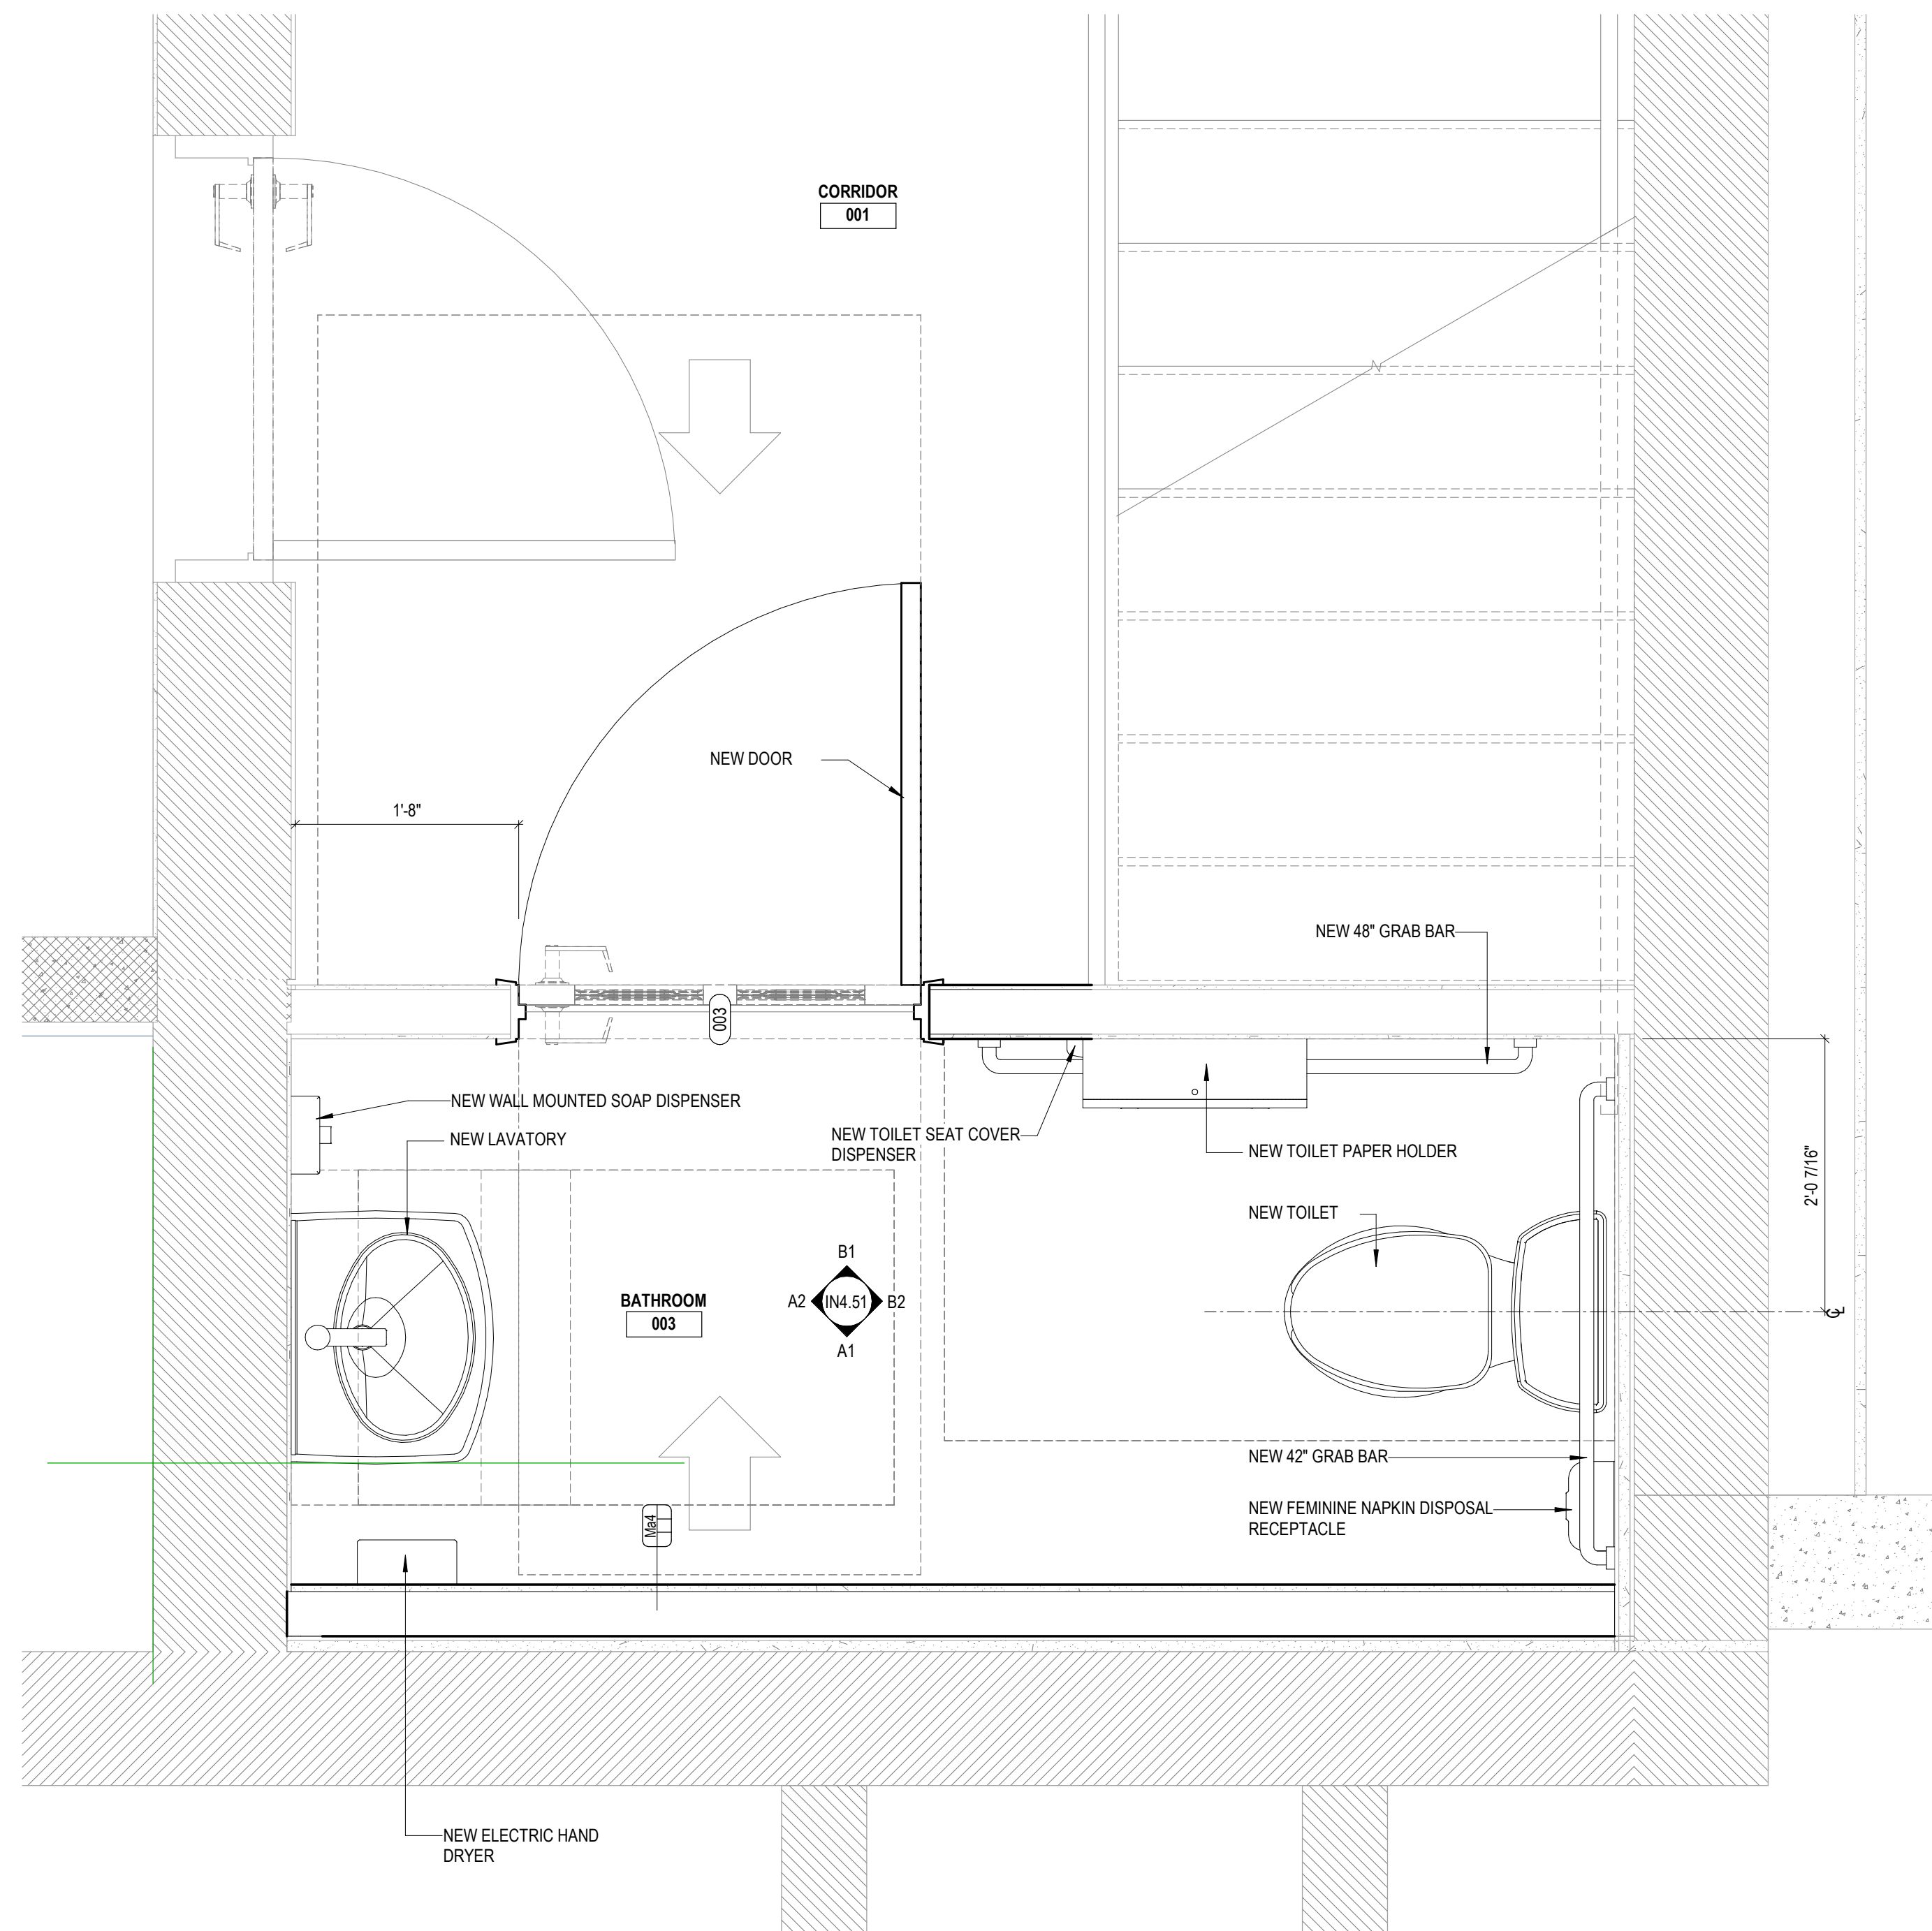 CORRIDOR
001
NEW DOOR
1'-8"
NEW 48" GRAB BAR
003
NEW WALL MOUNTED SOAP DISPENSER
NEW LAVATORY
NEW TOILET SEAT COVER
DISPENSER
NEW TOILET PAPER HOLDER
2'-0 7/16"
NEW TOILET
B1
A2
IN4.51
B2
A1
BATHROOM
003
CL
NEW 42" GRAB BAR
NEW FEMININE NAPKIN DISPOSAL
RECEPTACLE
Ma4
NEW ELECTRIC HAND
DRYER